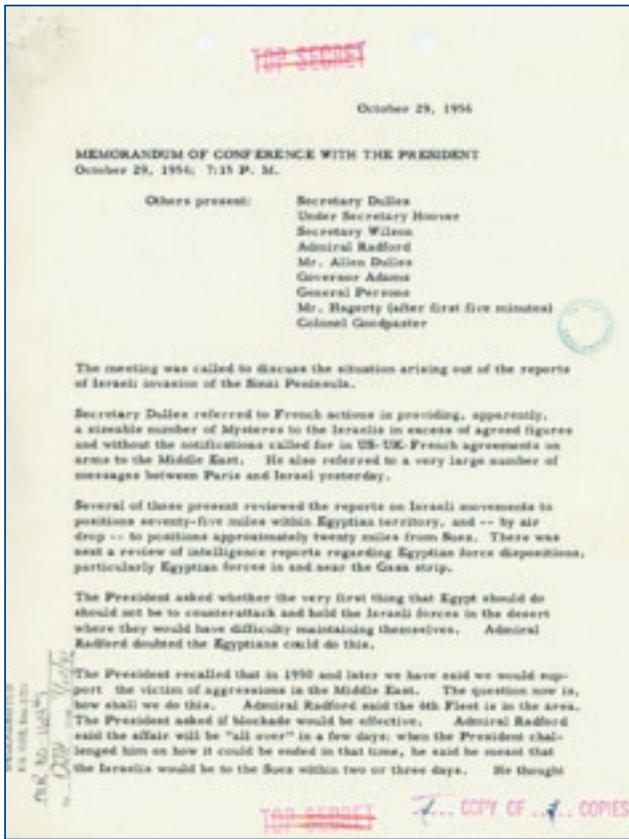 TOP SECRET
October 29, 1956
MEMORANDUM OF CONFERENCE WITH THE PRESIDENT
October 29, 1956; 7:15 P. M.
Others present:
Secretary Dulles
Under Secretary Hoover
Secretary Wilson
Admiral Radford
Mr. Allen Dulles
Governor Adams
General Persons
Mr. Hagerty (after first five minutes)
Colonel Goodpaster
The meeting was called to discuss the situation arising out of the reports
of Israeli invasion of the Sinai Peninsula.
Secretary Dulles referred to French actions in providing, apparently,
a sizeable number of Mysteres to the Israelis in excess of agreed figures
and without the notifications called for in US-UK-French agreements on
arms to the Middle East. He also referred to a very large number of
messages between Paris and Israel yesterday.
Several of those present reviewed the reports on Israeli movements to
positions seventy-five miles within Egyptian territory, and -- by air
drop -- to positions approximately twenty miles from Suez. There was
next a review of intelligence reports regarding Egyptian force dispositions,
particularly Egyptian forces in and near the Gaza strip.
The President asked whether the very first thing that Egypt should do
should not be to counterattack and hold the Israeli forces in the desert
where they would have difficulty maintaining themselves. Admiral
Radford doubted the Egyptians could do this.
The President recalled that in 1950 and later we have said we would sup-
port the victim of aggressions in the Middle East. The question now is,
how shall we do this. Admiral Radford said the 6th Fleet is in the area.
The President asked if blockade would be effective. Admiral Radford
said the affair will be "all over" in a few days; when the President chal-
lenged him on how it could be ended in that time, he said he meant that
the Israelis would be to the Suez within two or three days. He thought
TOP SECRET
COPY OF COPIES